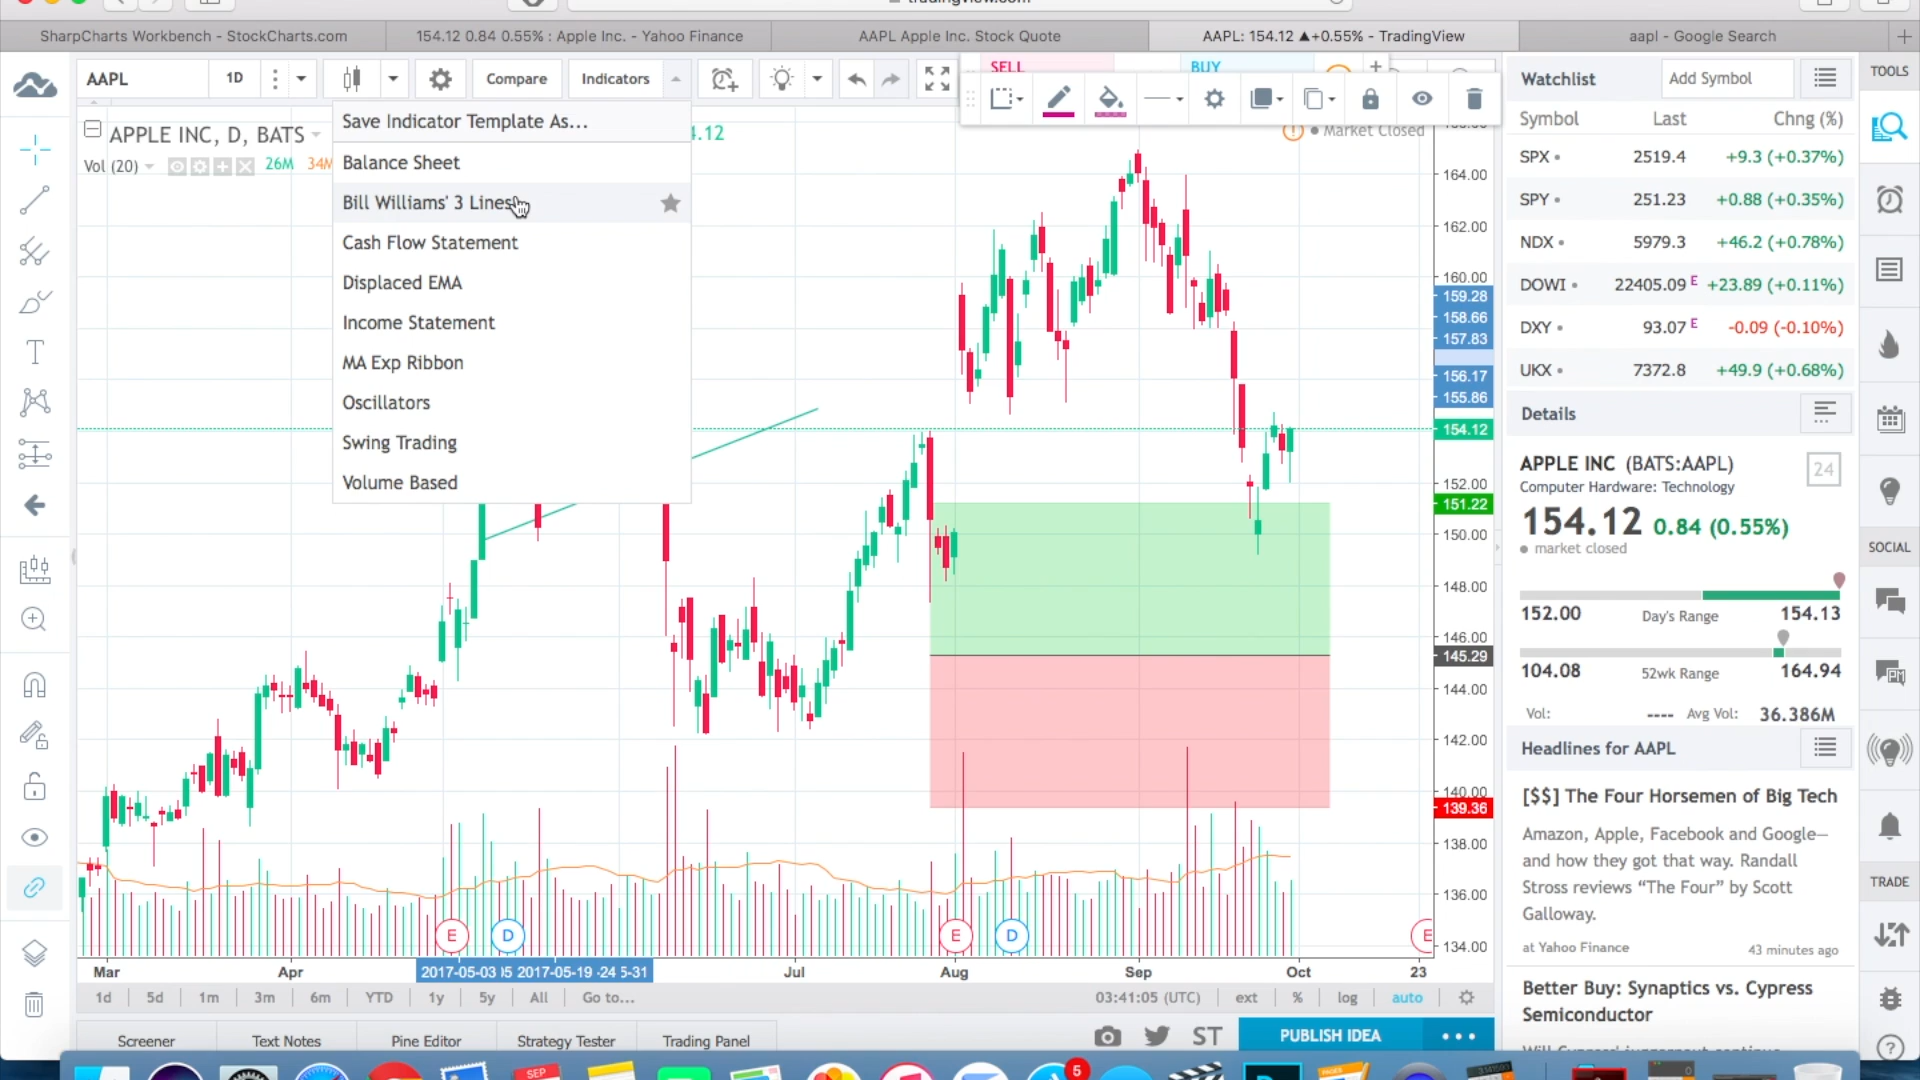 SharpCharts Workbench - StockCharts.com
154.12 0.84 0.55% : Apple Inc. - Yahoo Finance
AAPL Apple Inc. Stock Quote
AAPL: 154.12 ▲+0.55% - TradingView
aapl - Google Search
AAPL
1D
Compare
Indicators
SELL
BUY
Watchlist
Add Symbol
TOOLS
APPLE INC, D, BATS
Vol (20)
26M
Market Closed
Save Indicator Template As...
Balance Sheet
Bill Williams' 3 Lines
Cash Flow Statement
Displaced EMA
Income Statement
MA Exp Ribbon
Oscillators
Swing Trading
Volume Based
164.00
162.00
160.00
159.28
158.66
157.83
156.17
155.86
154.12
152.00
151.22
150.00
148.00
146.00
145.29
144.00
142.00
140.00
139.36
138.00
136.00
134.00
Symbol Last Chng (%)
SPX 2519.4 +9.3 (+0.37%)
SPY 251.23 +0.88 (+0.35%)
NDX 5979.3 +46.2 (+0.78%)
DOWI 22405.09 E +23.89 (+0.11%)
DXY 93.07 E -0.09 (-0.10%)
UKX 7372.8 +49.9 (+0.68%)
Details
APPLE INC (BATS:AAPL)
24
Computer Hardware: Technology
154.12 0.84 (0.55%)
market closed
SOCIAL
152.00 Day's Range 154.13
104.08 52wk Range 164.94
Vol: ---- Avg Vol: 36.386M
Headlines for AAPL
[$$] The Four Horsemen of Big Tech
Amazon, Apple, Facebook and Google—
and how they got that way. Randall
Stross reviews “The Four” by Scott
Galloway.
at Yahoo Finance 43 minutes ago
TRADE
Better Buy: Synaptics vs. Cypress
Semiconductor
E D E D E
Mar Apr 2017-05-03 2017-05-19 Jul Aug Sep Oct 23
1d 5d 1m 3m 6m YTD 1y 5y All Go to...
03:41:05 (UTC) ext % log auto
Screener Text Notes Pine Editor Strategy Tester Trading Panel
ST
PUBLISH IDEA
SEP
5